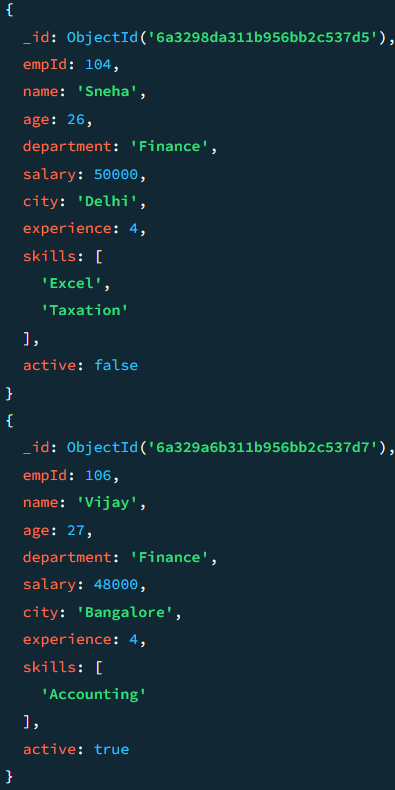 {
  _id: ObjectId('6a3298da311b956bb2c537d5'),
  empId: 104,
  name: 'Sneha',
  age: 26,
  department: 'Finance',
  salary: 50000,
  city: 'Delhi',
  experience: 4,
  skills: [
    'Excel',
    'Taxation'
  ],
  active: false
}
{
  _id: ObjectId('6a329a6b311b956bb2c537d7'),
  empId: 106,
  name: 'Vijay',
  age: 27,
  department: 'Finance',
  salary: 48000,
  city: 'Bangalore',
  experience: 4,
  skills: [
    'Accounting'
  ],
  active: true
}